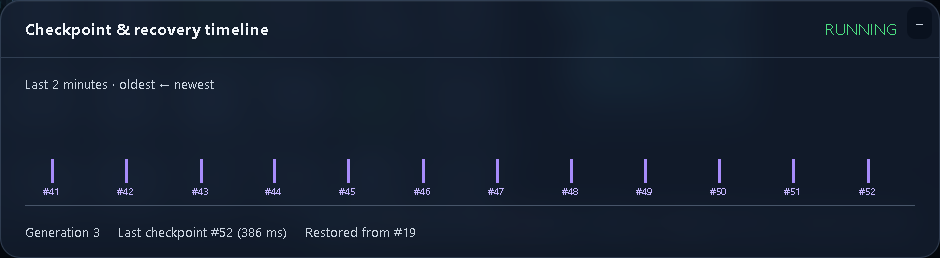 Checkpoint & recovery timeline RUNNING –
Last 2 minutes · oldest ← newest
#41 #42 #43 #44 #45 #46 #47 #48 #49 #50 #51 #52
Generation 3 Last checkpoint #52 (386 ms) Restored from #19